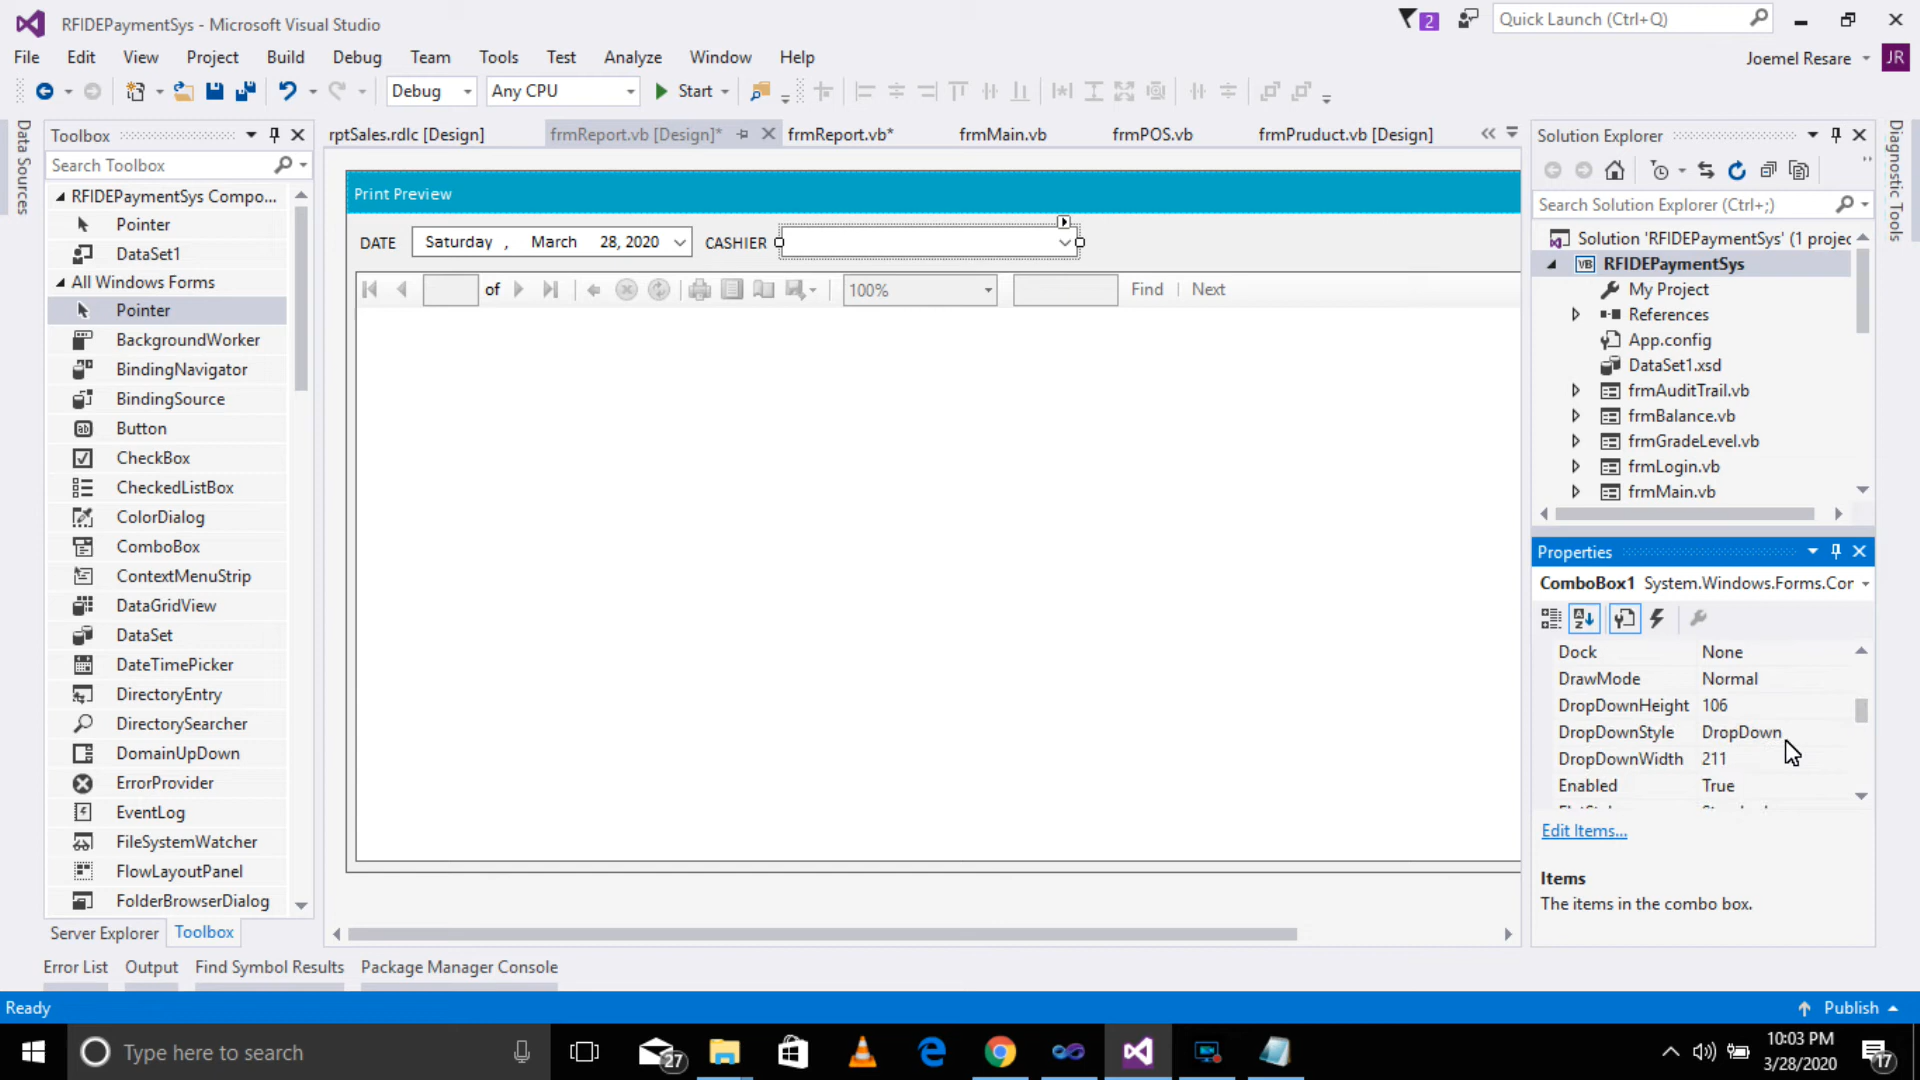 RFIDEPaymentSys - Microsoft Visual Studio
2
Quick Launch (Ctrl+Q)
File Edit View Project Build Debug Team Tools Test Analyze Window Help
Joemel Resare JR
Debug Any CPU Start
Data Sources
Toolbox
Search Toolbox
RFIDEPaymentSys Compo...
Pointer
DataSet1
All Windows Forms
Pointer
BackgroundWorker
BindingNavigator
BindingSource
Button
CheckBox
CheckedListBox
ColorDialog
ComboBox
ContextMenuStrip
DataGridView
DataSet
DateTimePicker
DirectoryEntry
DirectorySearcher
DomainUpDown
ErrorProvider
EventLog
FileSystemWatcher
FlowLayoutPanel
FolderBrowserDialog
Server Explorer Toolbox
rptSales.rdlc [Design] frmReport.vb [Design]* frmReport.vb* frmMain.vb frmPOS.vb frmPruduct.vb [Design]
Print Preview
DATE Saturday , March 28, 2020 CASHIER
of 100% Find | Next
Solution Explorer
Search Solution Explorer (Ctrl+;)
Solution 'RFIDEPaymentSys' (1 projec
VB RFIDEPaymentSys
My Project
References
App.config
DataSet1.xsd
frmAuditTrail.vb
frmBalance.vb
frmGradeLevel.vb
frmLogin.vb
frmMain.vb
Diagnostic Tools
Properties
ComboBox1 System.Windows.Forms.Cor
Dock None
DrawMode Normal
DropDownHeight 106
DropDownStyle DropDown
DropDownWidth 211
Enabled True
Edit Items...
Items
The items in the combo box.
Error List Output Find Symbol Results Package Manager Console
Ready
Publish
Type here to search
27
10:03 PM
3/28/2020
17